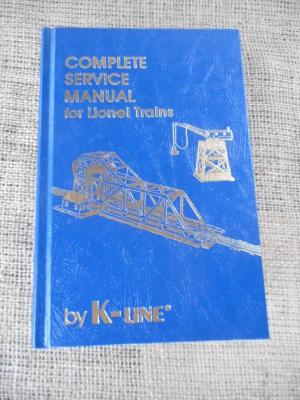 COMPLETE
SERVICE
MANUAL
for Lionel Trains
by K-LINE®